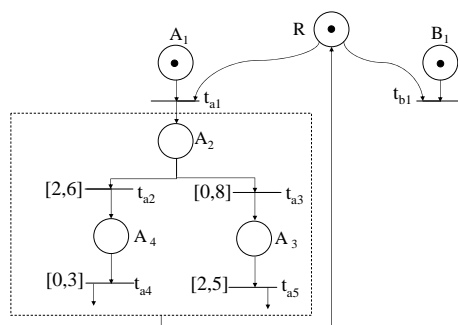 A1 R B1
ta1 tb1
A2
[2,6] ta2 [0,8] ta3
A4 A3
[0,3] ta4 [2,5] ta5